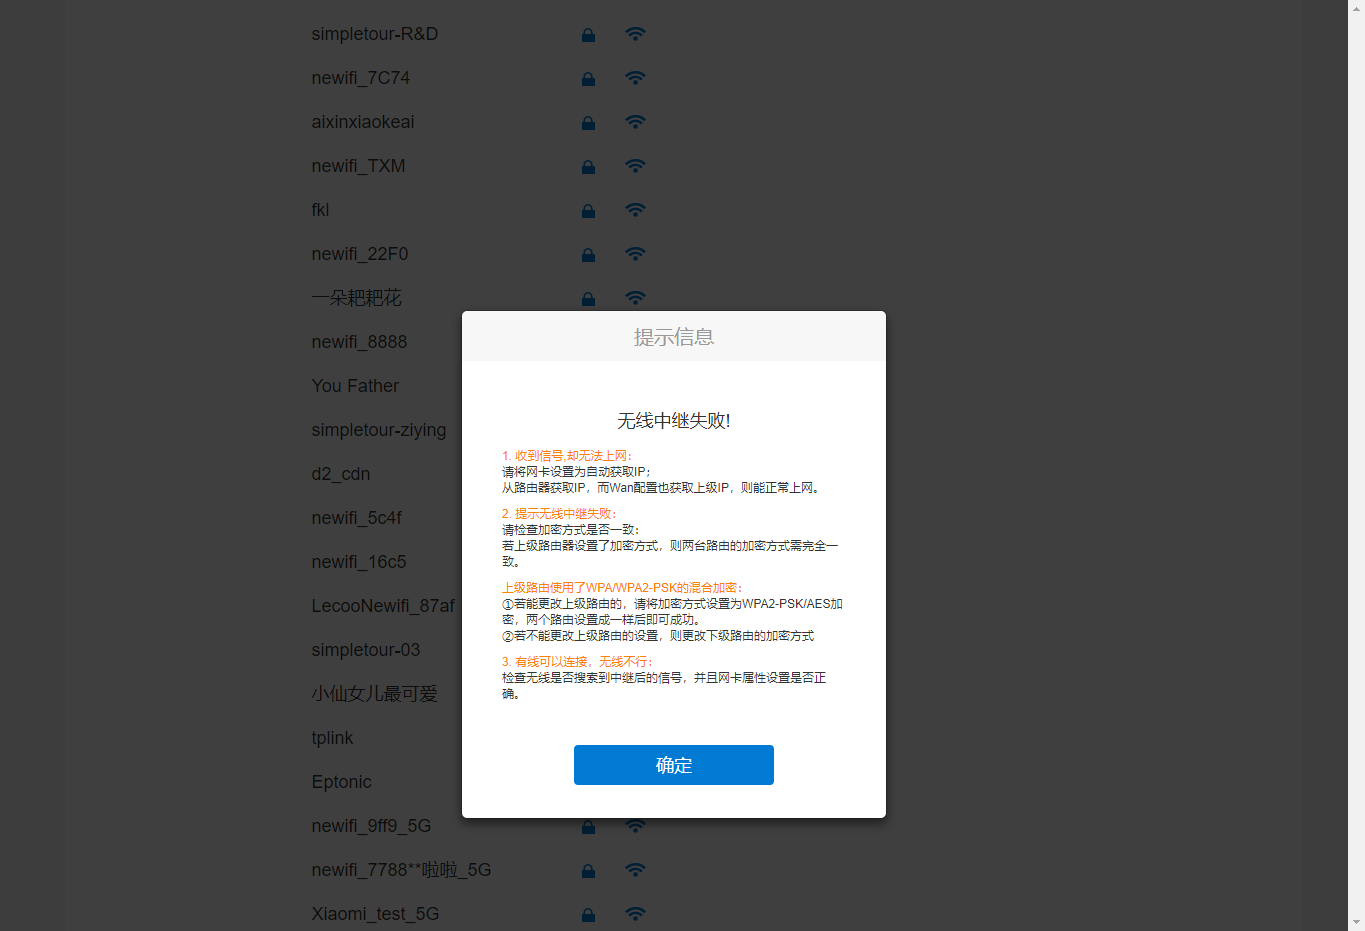 simpletour-R&D
newifi_7C74
aixinxiaokeai
newifi_TXM
fkl
newifi_22F0
一朵耙耙花
newifi_8888
You Father
simpletour-ziying
d2_cdn
newifi_5c4f
newifi_16c5
LecooNewifi_87af
simpletour-03
小仙女儿最可爱
tplink
Eptonic
newifi_9ff9_5G
newifi_7788**啦啦_5G
Xiaomi_test_5G
提示信息
无线中继失败!
1. 收到信号,却无法上网：
请将网卡设置为自动获取IP；
从路由器获取IP，而Wan配置也获取上级IP，则能正常上网。
2. 提示无线中继失败：
请检查加密方式是否一致：
若上级路由器设置了加密方式，则两台路由的加密方式需完全一
致。
上级路由使用了WPA/WPA2-PSK的混合加密：
①若能更改上级路由的，请将加密方式设置为WPA2-PSK/AES加
密，两个路由设置成一样后即可成功。
②若不能更改上级路由的设置，则更改下级路由的加密方式
3. 有线可以连接，无线不行：
检查无线是否搜索到中继后的信号，并且网卡属性设置是否正
确。
确定